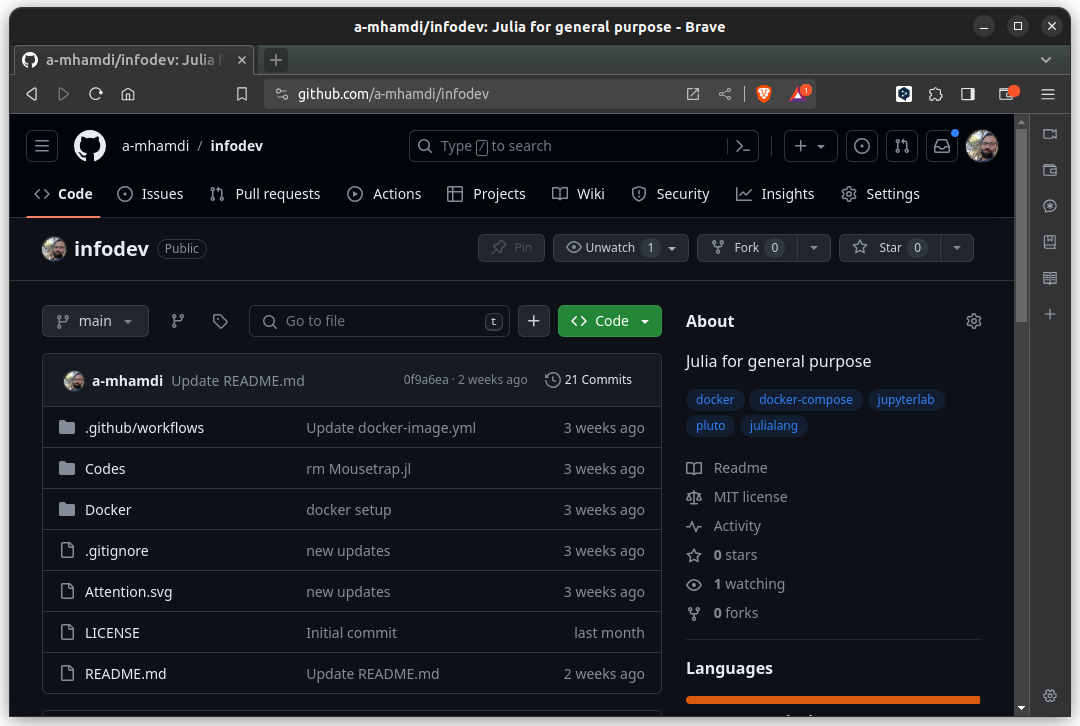 a-mhamdi/infodev: Julia for general purpose - Brave
a-mhamdi/infodev: Julia f
github.com/a-mhamdi/infodev
1
a-mhamdi / infodev
Type / to search
Code Issues Pull requests Actions Projects Wiki Security Insights Settings
infodev Public Pin Unwatch 1 Fork 0 Star 0
main Go to file t Code
About
Julia for general purpose
docker docker-compose jupyterlab
pluto julialang
a-mhamdi Update README.md 0f9a6ea · 2 weeks ago 21 Commits
.github/workflows Update docker-image.yml 3 weeks ago
Codes rm Mousetrap.jl 3 weeks ago
Docker docker setup 3 weeks ago
.gitignore new updates 3 weeks ago
Attention.svg new updates 3 weeks ago
LICENSE Initial commit last month
README.md Update README.md 2 weeks ago
Readme
MIT license
Activity
0 stars
1 watching
0 forks
Languages